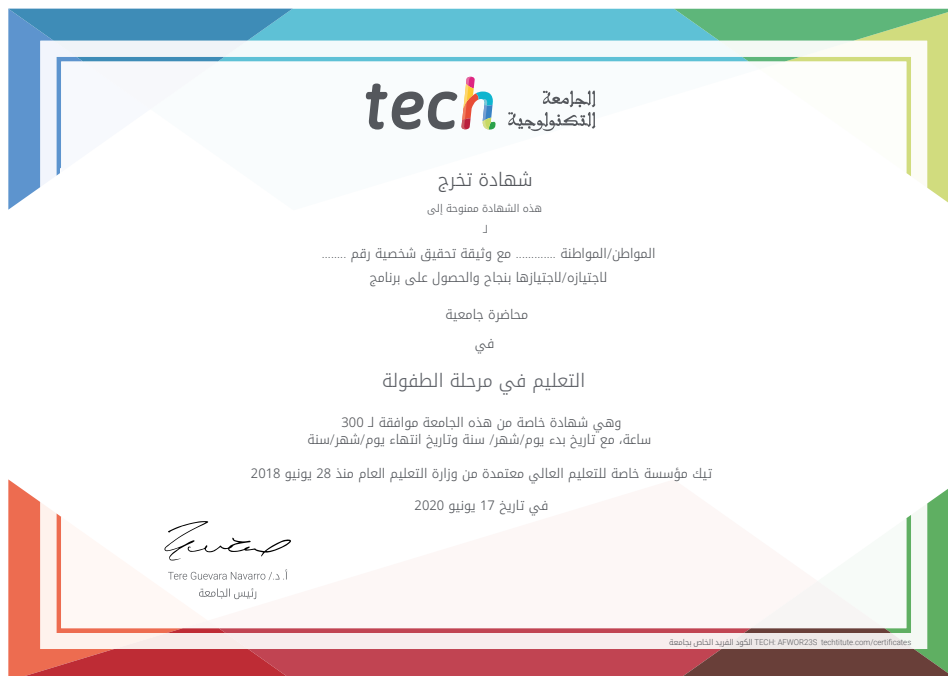 tech الجامعة
التكنولوجية
شهادة تخرج
هذه الشهادة ممنوحة إلى
لـ
المواطن/المواطنة ............ مع وثيقة تحقيق شخصية رقم ........
لاجتيازه/لاجتيازها بنجاح والحصول على برنامج
محاضرة جامعية
في
التعليم في مرحلة الطفولة
وهي شهادة خاصة من هذه الجامعة موافقة لـ 300
ساعة، مع تاريخ بدء يوم/شهر/ سنة وتاريخ انتهاء يوم/شهر/سنة
تيك مؤسسة خاصة للتعليم العالي معتمدة من وزارة التعليم العام منذ 28 يونيو 2018
في تاريخ 17 يونيو 2020
أ. د./ Tere Guevara Navarro
رئيس الجامعة
الكود الفريد الخاص بجامعة TECH: AFWOR23S techtitute.com/certificates